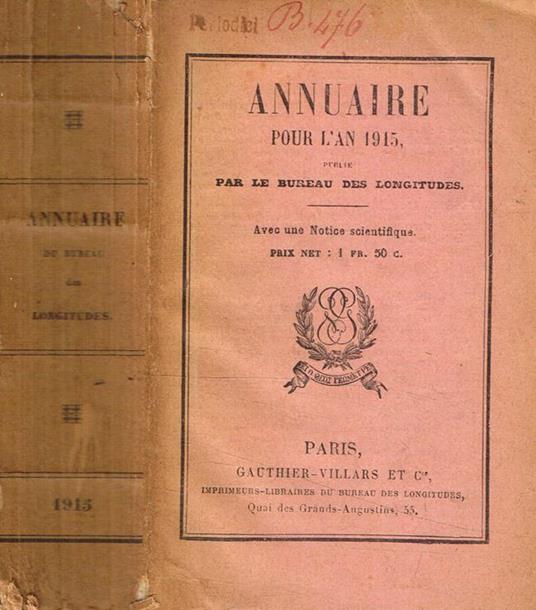 ANNUAIRE
DU BUREAU
des
LONGITUDES.
1915
Periodici
B. 476
ANNUAIRE
POUR L'AN 1915,
PUBLIÉ
PAR LE BUREAU DES LONGITUDES.
Avec une Notice scientifique.
PRIX NET : 1 FR. 50 C.
PARIS,
GAUTHIER-VILLARS ET Cie,
IMPRIMEURS-LIBRAIRES DU BUREAU DES LONGITUDES,
Quai des Grands-Augustins, 55.